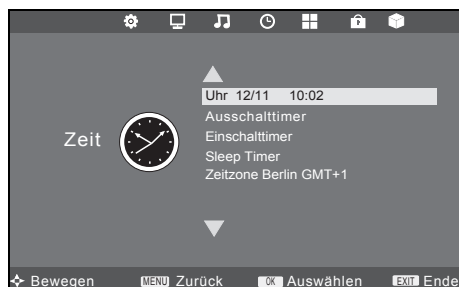 Uhr 12/11 10:02
Ausschalttimer
Zeit
Einschalttimer
Sleep Timer
Zeitzone Berlin GMT+1
Bewegen MENU Zurück OK Auswählen EXIT Ende